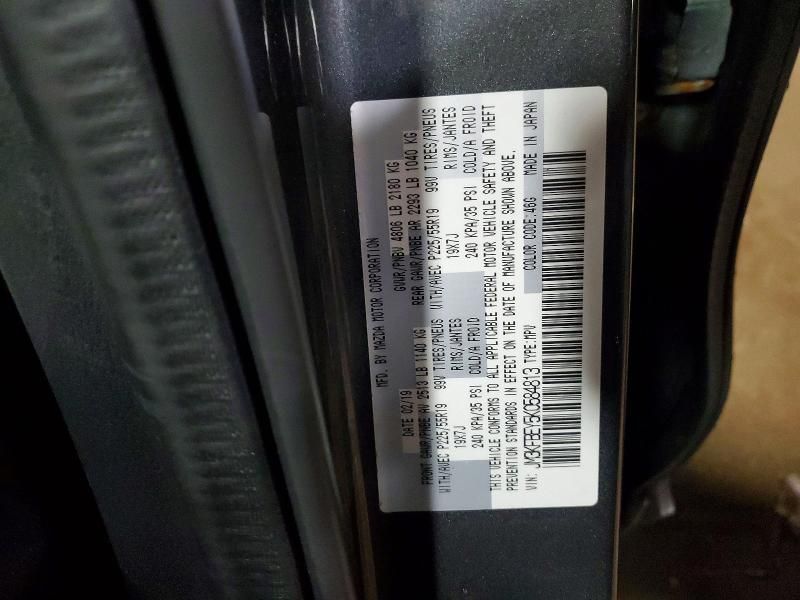 MFD. BY MAZDA MOTOR CORPORATION
DATE 02/19 GVWR/PNBV 4806 LB 2180 KG
FRONT GAWR/PNBE AV 2513 LB 1140 KG REAR GAWR/PNBE AR 2293 LB 1040 KG
WITH/AVEC P225/55R19 99V TIRES/PNEUS WITH/AVEC P225/55R19 99V TIRES/PNEUS
19X7J RIMS/JANTES 19X7J RIMS/JANTES
240 KPA/35 PSI COLD/A FROID 240 KPA/35 PSI COLD/A FROID
THIS VEHICLE CONFORMS TO ALL APPLICABLE FEDERAL MOTOR VEHICLE SAFETY AND THEFT
PREVENTION STANDARDS IN EFFECT ON THE DATE OF MANUFACTURE SHOWN ABOVE.
VIN: JM3KFBEY5K0584813 TYPE:MPV COLOR CODE:46G MADE IN JAPAN